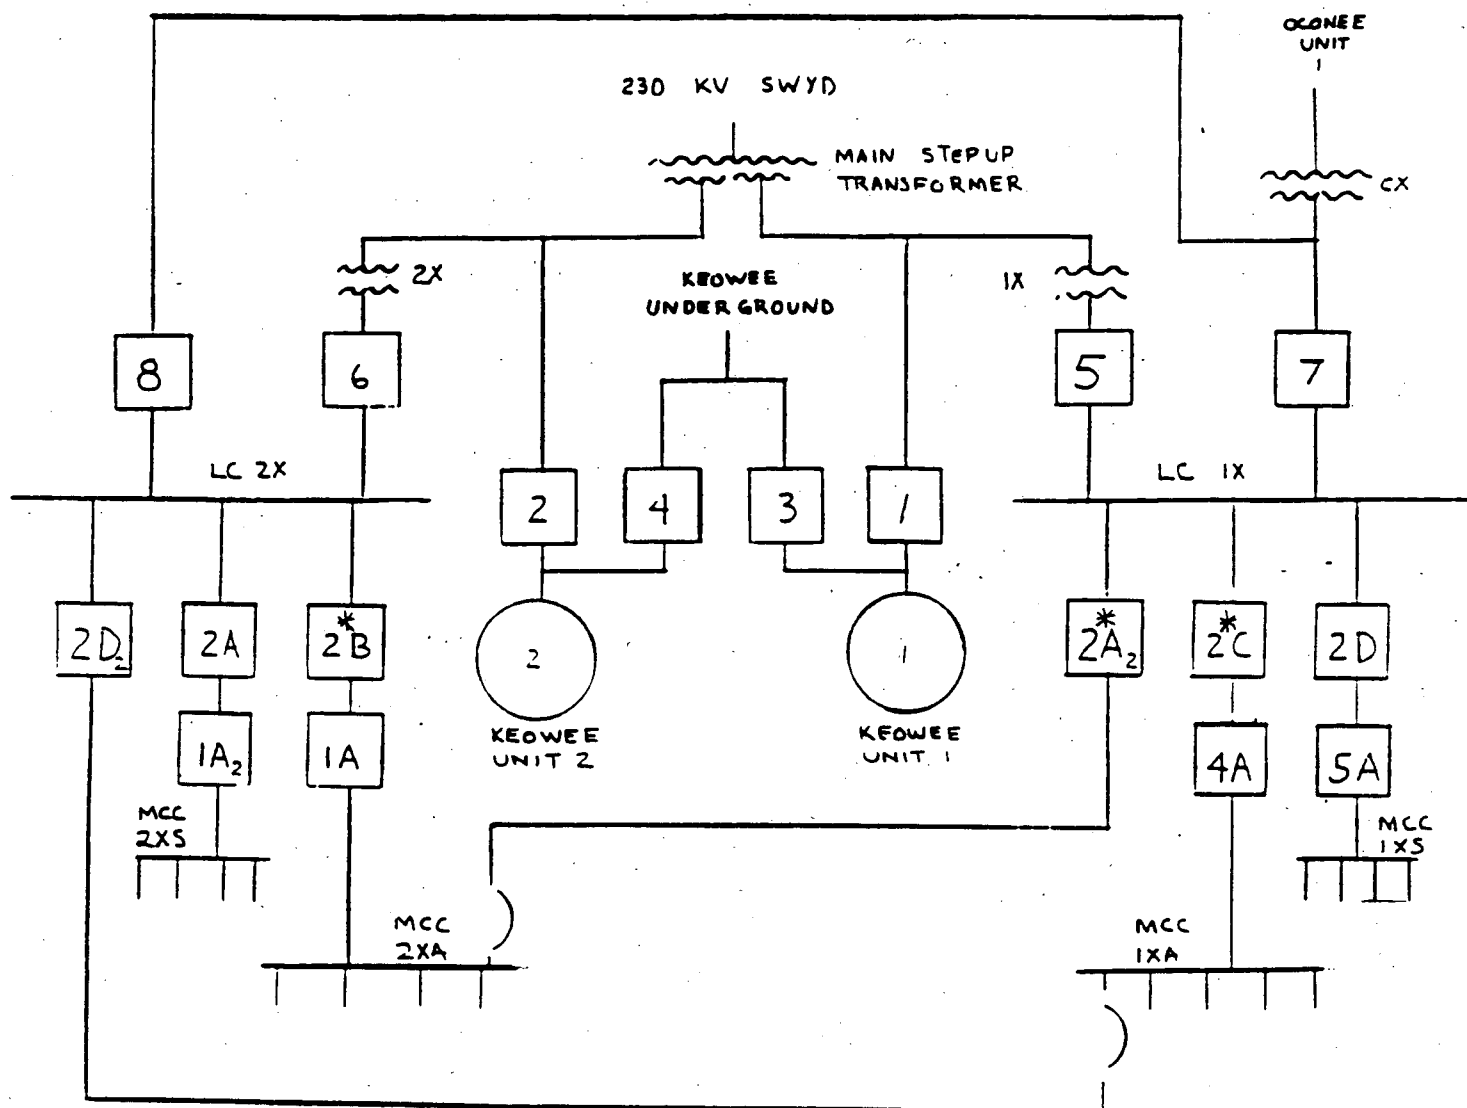 OCONEE
UNIT
1
230 KV SWYD
MAIN STEPUP
TRANSFORMER
CX
2X
KEOWEE
UNDERGROUND
1X
8
6
5
7
LC 2X
LC 1X
2
4
3
1
2D₂
2A
*
2B
2
1
*
2A₂
*
2C
2D
1A₂
1A
KEOWEE
UNIT 2
KEOWEE
UNIT 1
4A
5A
MCC
2XS
MCC
1XS
MCC
2XA
MCC
1XA